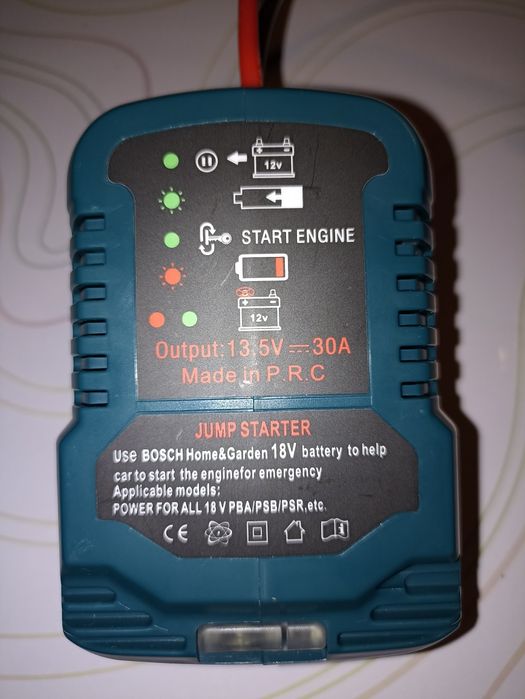 12v
START ENGINE
12v
Output: 13.5V ⎓ 30A
Made in P.R.C
JUMP STARTER
Use BOSCH Home&Garden 18V battery to help
car to start the enginefor emergency
Applicable models:
POWER FOR ALL 18 V PBA/PSB/PSR,etc.
CE